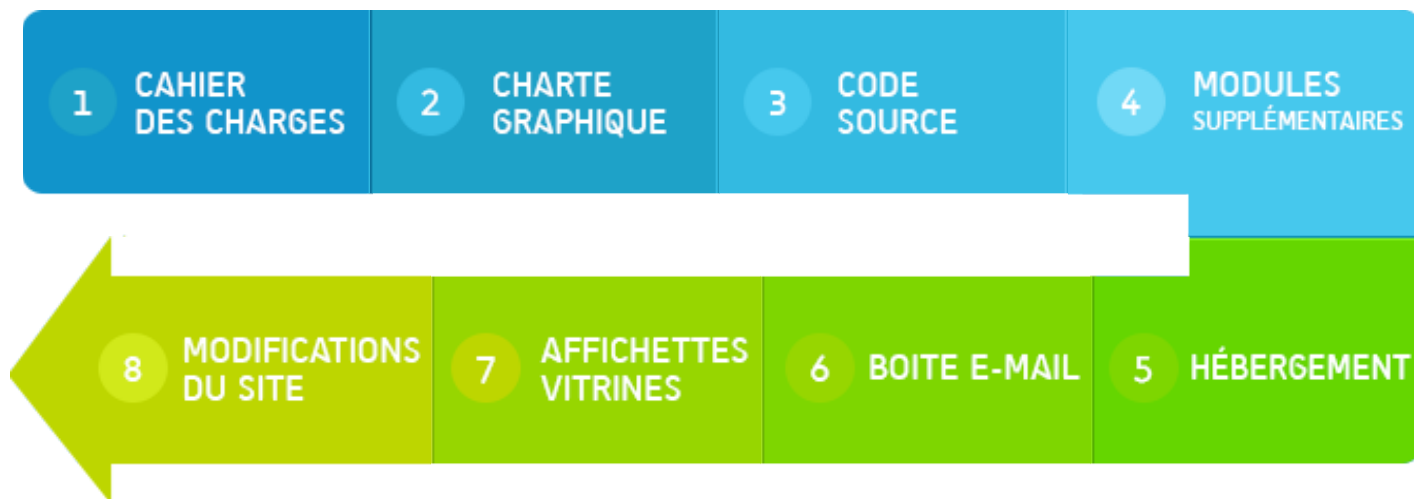 1
CAHIER
DES CHARGES
2
CHARTE
GRAPHIQUE
3
CODE
SOURCE
4
MODULES
SUPPLÉMENTAIRES
5
HÉBERGEMENT
6
BOITE E-MAIL
7
AFFICHETTES
VITRINES
8
MODIFICATIONS
DU SITE